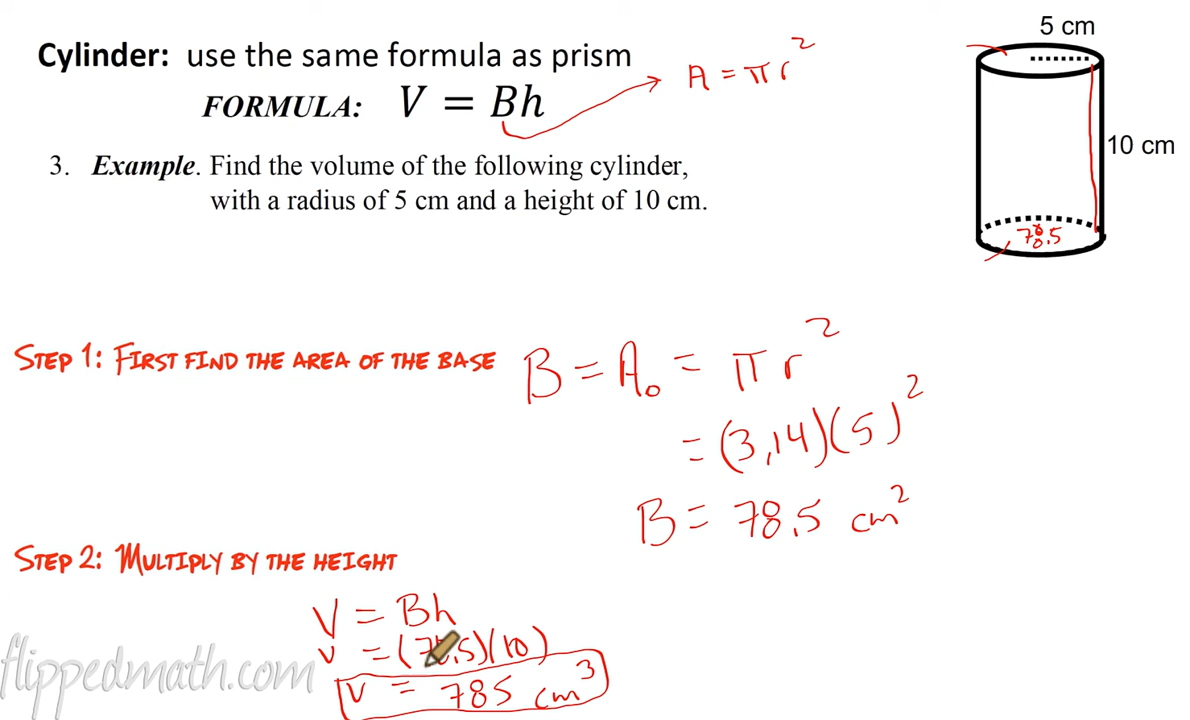 5 cm
Cylinder: use the same formula as prism
A = πr²
FORMULA: V = Bh
10 cm
3. Example. Find the volume of the following cylinder,
with a radius of 5 cm and a height of 10 cm.
78.5
STEP 1: FIRST FIND THE AREA OF THE BASE
B = A₀ = πr²
= (3.14)(5)²
B = 78.5 cm²
STEP 2: MULTIPLY BY THE HEIGHT
V = Bh
V = (78.5)(10)
V = 785 cm³
flippedmath.com